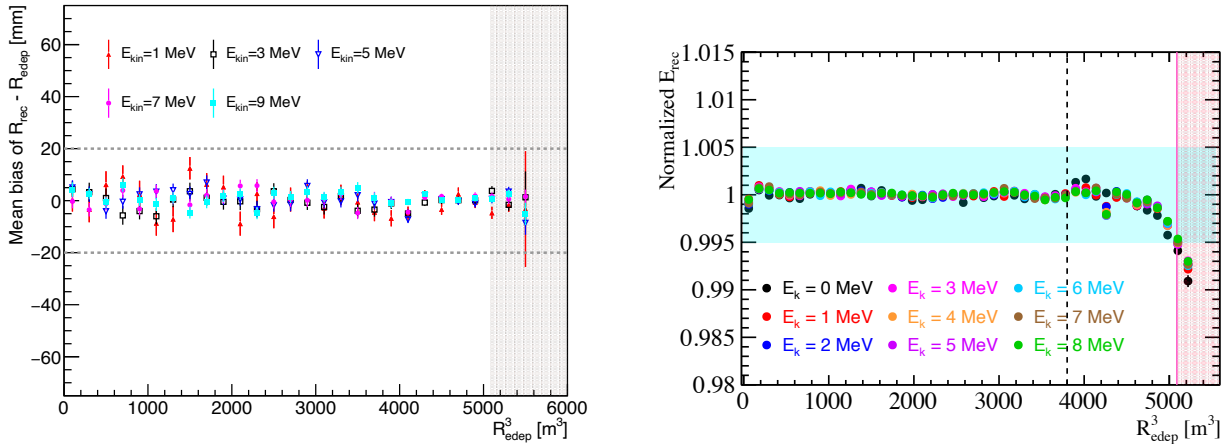 Mean bias of R_rec - R_edep [mm]
60
40
20
0
−20
−40
−60
E_kin=1 MeV E_kin=3 MeV E_kin=5 MeV
E_kin=7 MeV E_kin=9 MeV
0 1000 2000 3000 4000 5000 6000
R³_edep [m³]
Normalized E_rec
1.015
1.01
1.005
1
0.995
0.99
0.985
0.98
E_k = 0 MeV E_k = 3 MeV E_k = 6 MeV
E_k = 1 MeV E_k = 4 MeV E_k = 7 MeV
E_k = 2 MeV E_k = 5 MeV E_k = 8 MeV
0 1000 2000 3000 4000 5000
R³_edep [m³]